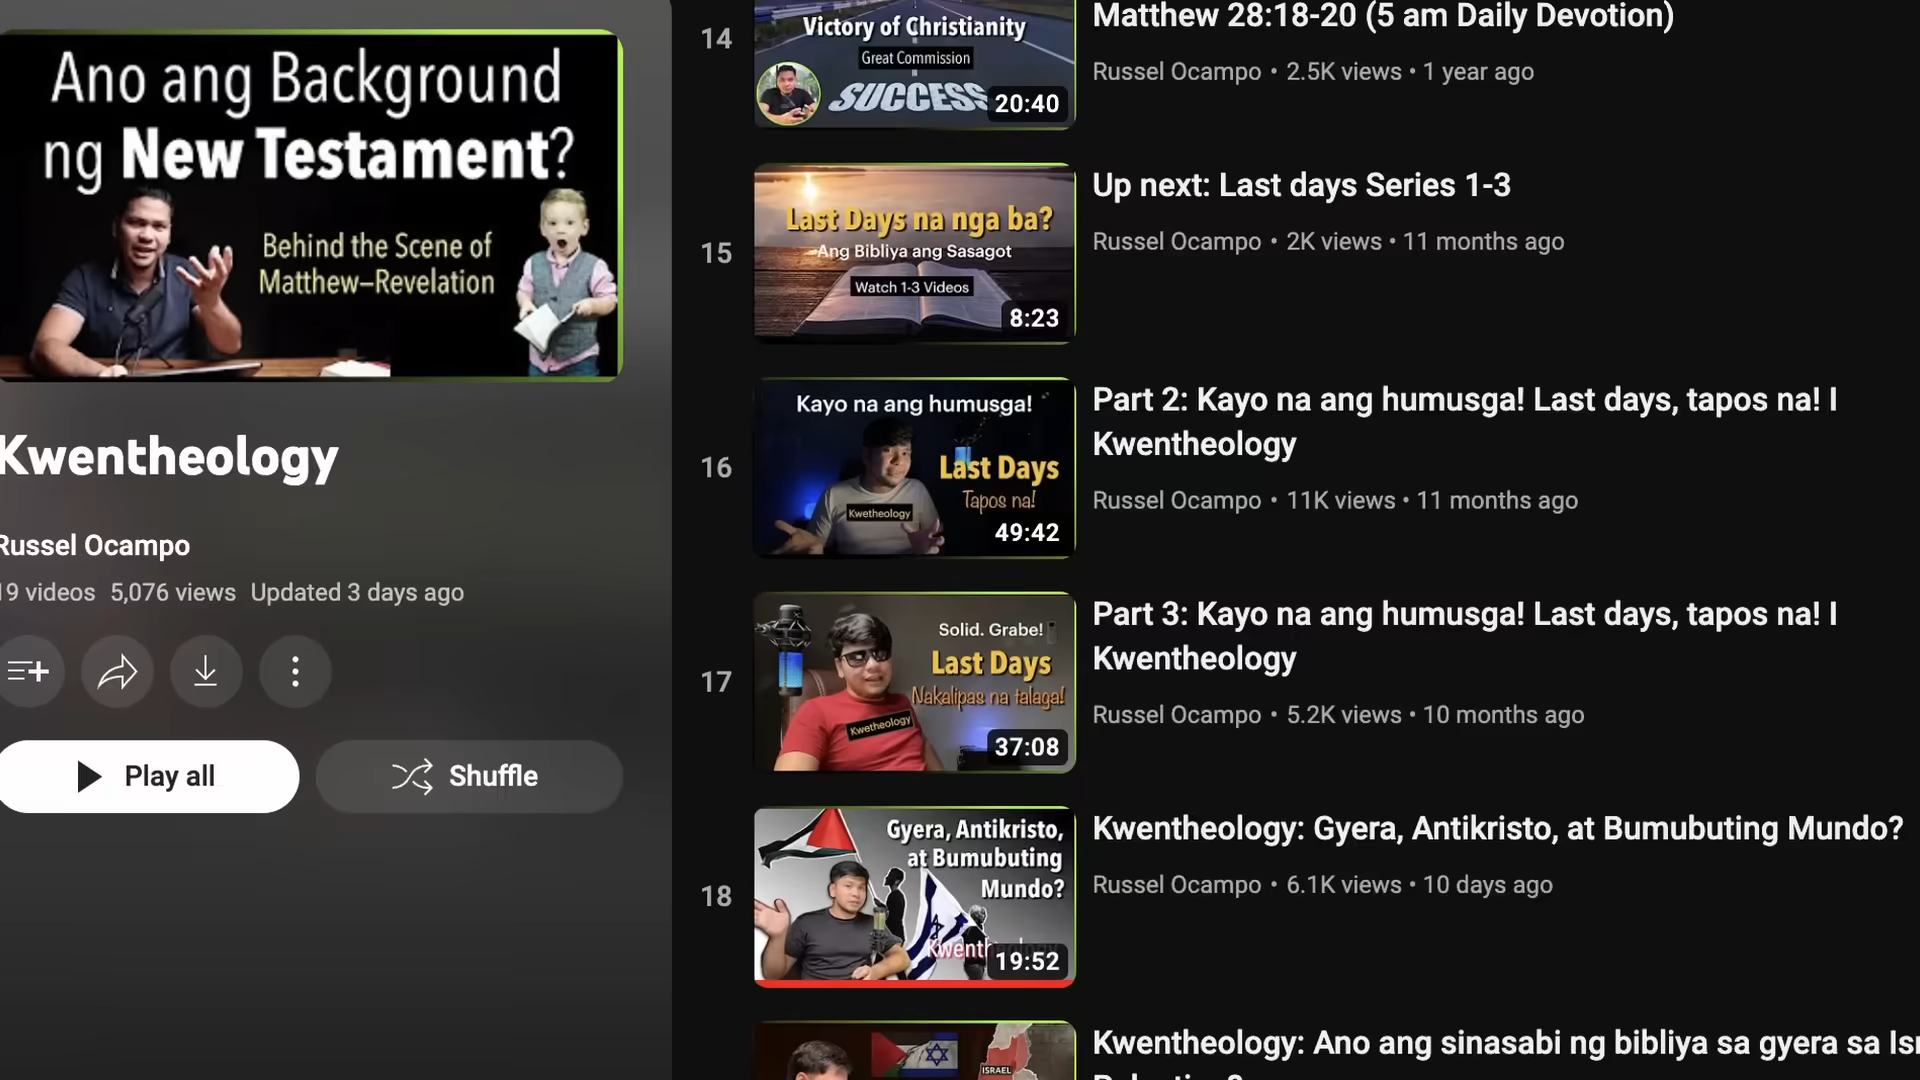 Ano ang Background
ng New Testament?
Behind the Scene of
Matthew–Revelation
Kwentheology
Russel Ocampo
19 videos 5,076 views Updated 3 days ago
Play all
Shuffle
14
Victory of Christianity
Great Commission
SUCCESS
20:40
Matthew 28:18-20 (5 am Daily Devotion)
Russel Ocampo • 2.5K views • 1 year ago
15
Last Days na nga ba?
Ang Bibliya ang Sasagot
Watch 1-3 Videos
8:23
Up next: Last days Series 1-3
Russel Ocampo • 2K views • 11 months ago
16
Kayo na ang humusga!
Last Days
Tapos na!
Kwetheology
49:42
Part 2: Kayo na ang humusga! Last days, tapos na! I
Kwentheology
Russel Ocampo • 11K views • 11 months ago
17
Solid. Grabe!
Last Days
Nakalipas na talaga!
Kwetheology
37:08
Part 3: Kayo na ang humusga! Last days, tapos na! I
Kwentheology
Russel Ocampo • 5.2K views • 10 months ago
18
Gyera, Antikristo,
at Bumubuting
Mundo?
Kwentheology
19:52
Kwentheology: Gyera, Antikristo, at Bumubuting Mundo?
Russel Ocampo • 6.1K views • 10 days ago
ISRAEL
Kwentheology: Ano ang sinasabi ng bibliya sa gyera sa